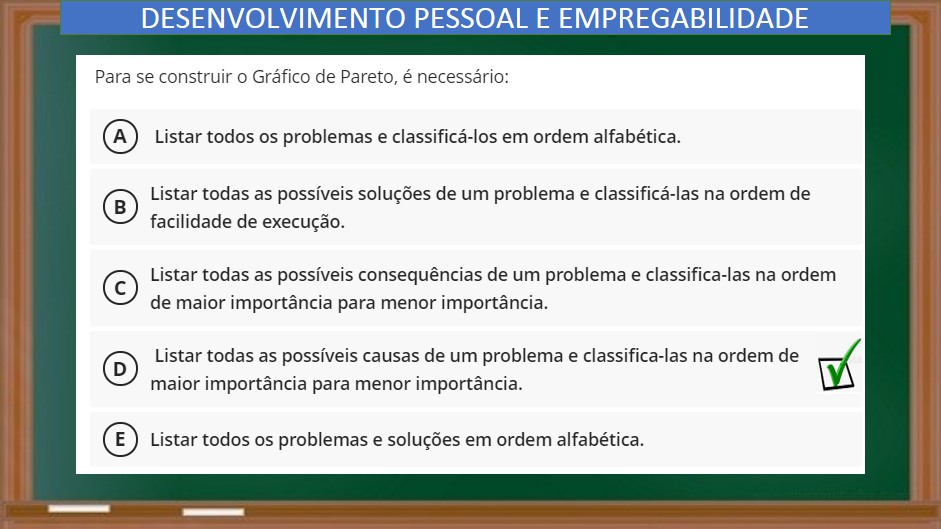 DESENVOLVIMENTO PESSOAL E EMPREGABILIDADE
Para se construir o Gráfico de Pareto, é necessário:
A Listar todos os problemas e classificá-los em ordem alfabética.
B Listar todas as possíveis soluções de um problema e classificá-las na ordem de
facilidade de execução.
C Listar todas as possíveis consequências de um problema e classifica-las na ordem
de maior importância para menor importância.
D Listar todas as possíveis causas de um problema e classifica-las na ordem de
maior importância para menor importância.
E Listar todos os problemas e soluções em ordem alfabética.